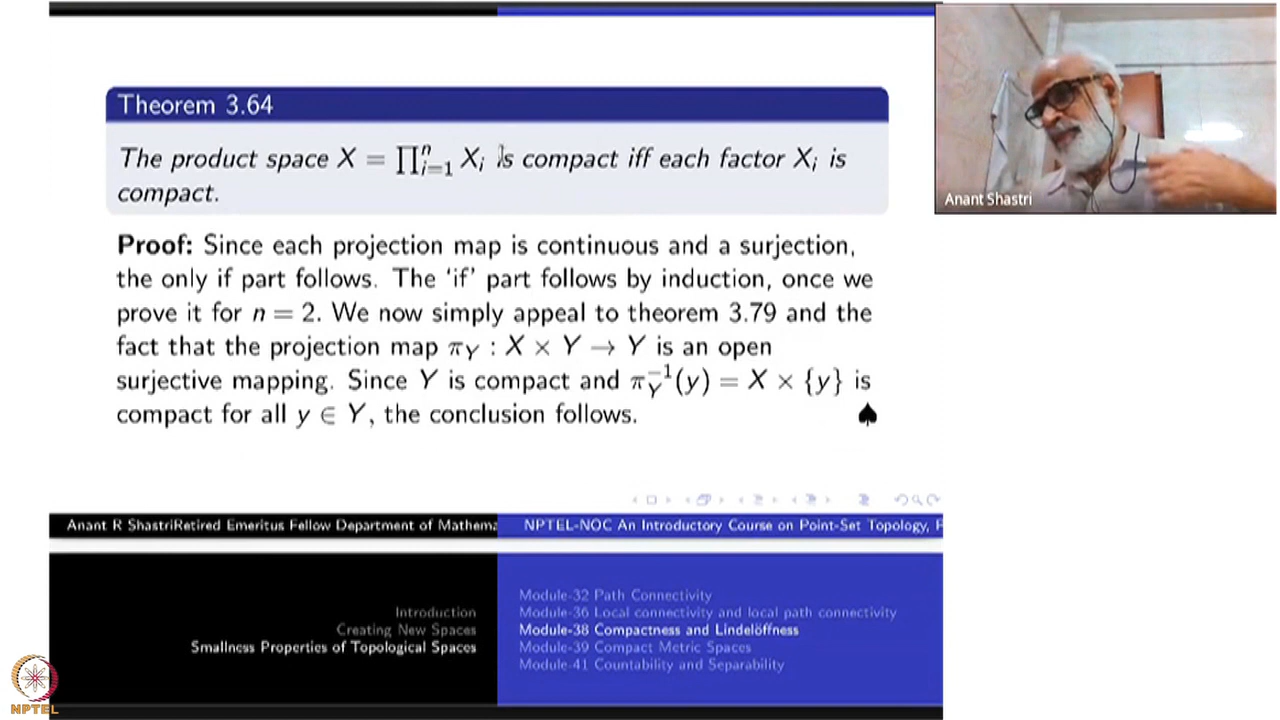 Theorem 3.64
The product space X = ∏ⁿᵢ₌₁ Xᵢ is compact iff each factor Xᵢ is
compact.
Proof: Since each projection map is continuous and a surjection,
the only if part follows. The ‘if’ part follows by induction, once we
prove it for n = 2. We now simply appeal to theorem 3.79 and the
fact that the projection map π_Y : X × Y → Y is an open
surjective mapping. Since Y is compact and π_Y⁻¹(y) = X × {y} is
compact for all y ∈ Y, the conclusion follows. ♠
Anant Shastri
Anant R ShastriRetired Emeritus Fellow Department of Mathema
NPTEL-NOC An Introductory Course on Point-Set Topology, P
Introduction
Creating New Spaces
Smallness Properties of Topological Spaces
Module-32 Path Connectivity
Module-36 Local connectivity and local path connectivity
Module-38 Compactness and Lindelöffness
Module-39 Compact Metric Spaces
Module-41 Countability and Separability
NPTEL